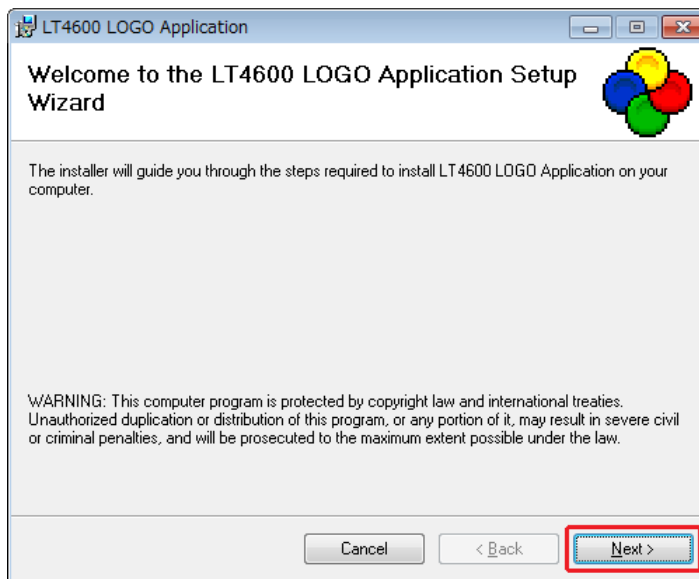 LT4600 LOGO Application
Welcome to the LT4600 LOGO Application Setup
Wizard
The installer will guide you through the steps required to install LT4600 LOGO Application on your
computer.
WARNING: This computer program is protected by copyright law and international treaties.
Unauthorized duplication or distribution of this program, or any portion of it, may result in severe civil
or criminal penalties, and will be prosecuted to the maximum extent possible under the law.
Cancel
< Back
Next >